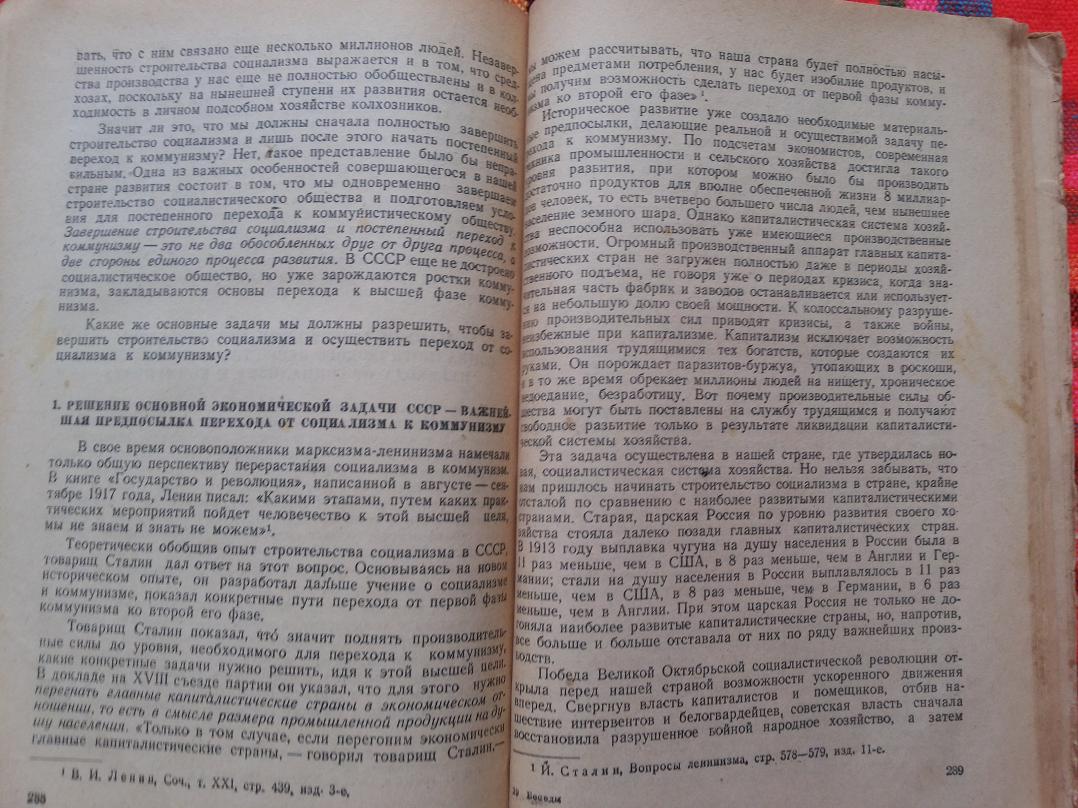 вать, что с ним связано еще несколько миллионов людей. Незавер-
шенность строительства социализма выражается и в том, что сред-
ства производства у нас еще не полностью обобществлены и в кол-
хозах, поскольку на нынешней ступени их развития остается необ-
ходимость в личном подсобном хозяйстве колхозников.
Значит ли это, что мы должны сначала полностью завершить
строительство социализма и лишь после этого начать постепенный
переход к коммунизму? Нет, такое представление было бы непра-
вильным. Одна из важных особенностей совершающегося в нашей
стране развития состоит в том, что мы одновременно завершаем
строительство социалистического общества и подготовляем усло-
вия для постепенного перехода к коммунистическому обществу.
Завершение строительства социализма и постепенный переход к
коммунизму — это не два обособленных друг от друга процесса, а
две стороны единого процесса развития. В СССР еще не достроено
социалистическое общество, но уже зарождаются ростки комму-
низма, закладываются основы перехода к высшей фазе комму-
низма.
Какие же основные задачи мы должны разрешить, чтобы за-
вершить строительство социализма и осуществить переход от со-
циализма к коммунизму?
1. РЕШЕНИЕ ОСНОВНОЙ ЭКОНОМИЧЕСКОЙ ЗАДАЧИ СССР — ВАЖНЕЙ-
ШАЯ ПРЕДПОСЫЛКА ПЕРЕХОДА ОТ СОЦИАЛИЗМА К КОММУНИЗМУ
В свое время основоположники марксизма-ленинизма намечали
только общую перспективу перерастания социализма в коммунизм.
В книге «Государство и революция», написанной в августе — сен-
тябре 1917 года, Ленин писал: «Какими этапами, путем каких прак-
тических мероприятий пойдет человечество к этой высшей цели,
мы не знаем и знать не можем»¹.
Теоретически обобщив опыт строительства социализма в СССР,
товарищ Сталин дал ответ на этот вопрос. Основываясь на новом
историческом опыте, он разработал дальше учение о социализме
и коммунизме, показал конкретные пути перехода от первой фазы
коммунизма ко второй его фазе.
Товарищ Сталин показал, что значит поднять производитель-
ные силы до уровня, необходимого для перехода к коммунизму,
какие конкретные задачи нужно решить, идя к этой высшей цели.
В докладе на XVIII съезде партии он указал, что для этого нужно
перегнать главные капиталистические страны в экономическом от-
ношении, то есть в смысле размера промышленной продукции на ду-
шу населения. «Только в том случае, если перегоним экономически
главные капиталистические страны, — говорил товарищ Сталин,—
¹ В. И. Ленин, Соч., т. XXI, стр. 439, изд. 3-е.
288
мы можем рассчитывать, что наша страна будет полностью насы-
щена предметами потребления, у нас будет изобилие продуктов, и
мы получим возможность сделать переход от первой фазы комму-
низма ко второй его фазе»¹.
Историческое развитие уже создало необходимые материаль-
ные предпосылки, делающие реальной и осуществимой задачу пе-
рехода к коммунизму. По подсчетам экономистов, современная
техника промышленности и сельского хозяйства достигла такого
уровня развития, при котором можно было бы производить
достаточно продуктов для вполне обеспеченной жизни 8 миллиар-
дов человек, то есть вчетверо большего числа людей, чем нынешнее
население земного шара. Однако капиталистическая система хозяй-
ства неспособна использовать уже имеющиеся производственные
возможности. Огромный производственный аппарат главных капита-
листических стран не загружен полностью даже в периоды хозяй-
ственного подъема, не говоря уже о периодах кризиса, когда зна-
чительная часть фабрик и заводов останавливается или использует-
ся на небольшую долю своей мощности. К колоссальному разруше-
нию производительных сил приводят кризисы, а также войны,
неизбежные при капитализме. Капитализм исключает возможность
использования трудящимися тех богатств, которые создаются их
руками. Он порождает паразитов-буржуа, утопающих в роскоши,
и в то же время обрекает миллионы людей на нищету, хроническое
недоедание, безработицу. Вот почему производительные силы об-
щества могут быть поставлены на службу трудящимся и получают
свободное развитие только в результате ликвидации капиталисти-
ческой системы хозяйства.
Эта задача осуществлена в нашей стране, где утвердилась но-
вая, социалистическая система хозяйства. Но нельзя забывать, что
нам пришлось начинать строительство социализма в стране, крайне
отсталой по сравнению с наиболее развитыми капиталистическими
странами. Старая, царская Россия по уровню развития своего хо-
зяйства стояла далеко позади главных капиталистических стран.
В 1913 году выплавка чугуна на душу населения в России была в
11 раз меньше, чем в США, в 8 раз меньше, чем в Англии и Гер-
мании; стали на душу населения в России выплавлялось в 11 раз
меньше, чем в США, в 8 раз меньше, чем в Германии, в 6 раз
меньше, чем в Англии. При этом царская Россия не только не до-
гоняла наиболее развитые капиталистические страны, но, напротив,
все больше и больше отставала от них по ряду важнейших произ-
водств.
Победа Великой Октябрьской социалистической революции от-
крыла перед нашей страной возможности ускоренного движения
вперед. Свергнув власть капиталистов и помещиков, отбив на-
шествие интервентов и белогвардейцев, советская власть сначала
восстановила разрушенное войной народное хозяйство, а затем
¹ И. Сталин, Вопросы ленинизма, стр. 578—579, изд. 11-е.
19 Беседы
289